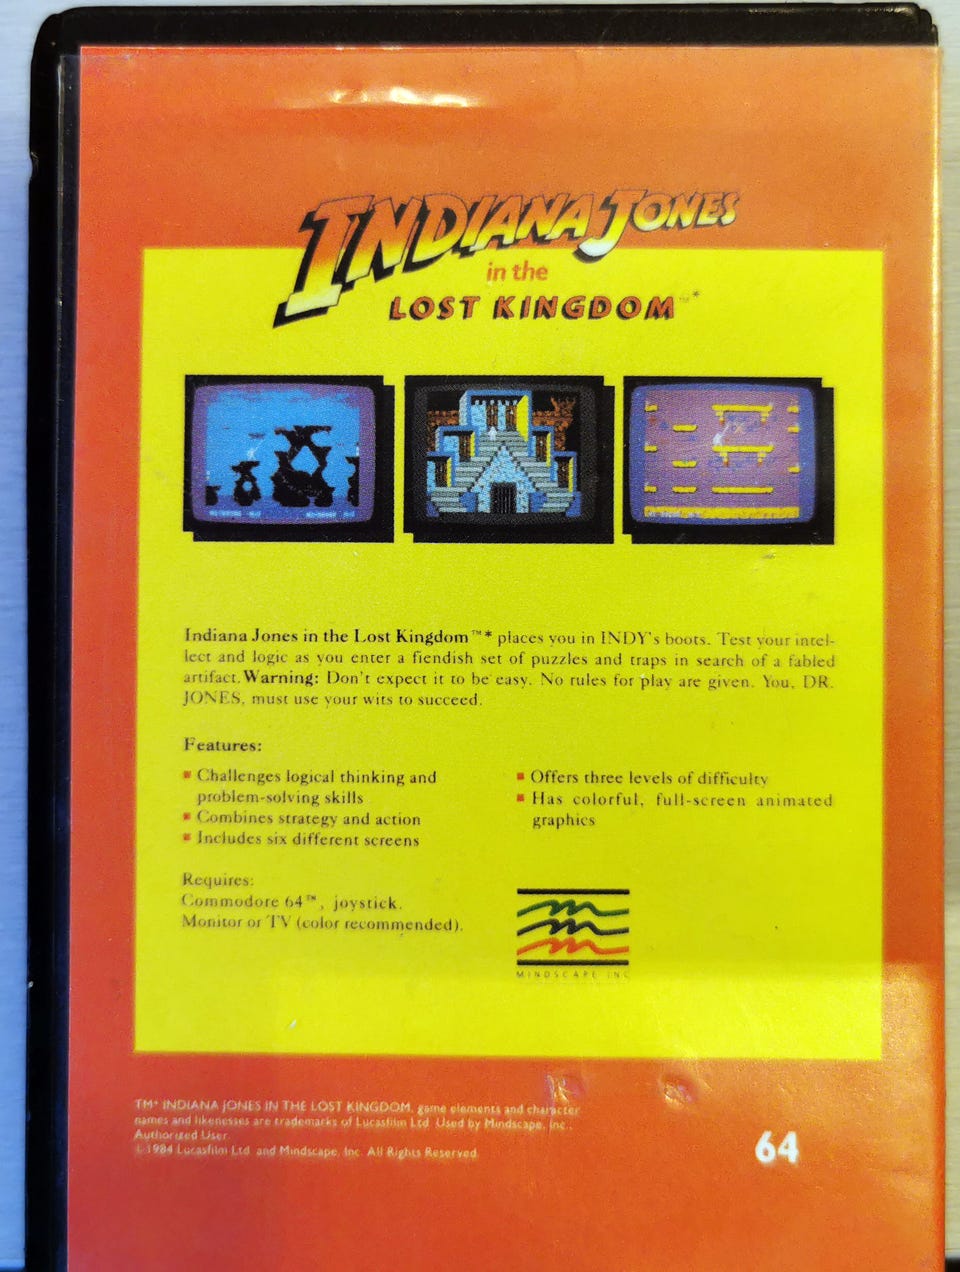 INDIANA JONES
in the
LOST KINGDOM™*
Indiana Jones in the Lost Kingdom™* places you in INDY's boots. Test your intel-
lect and logic as you enter a fiendish set of puzzles and traps in search of a fabled
artifact. Warning: Don't expect it to be easy. No rules for play are given. You, DR.
JONES, must use your wits to succeed.
Features:
▪ Challenges logical thinking and
problem-solving skills
▪ Combines strategy and action
▪ Includes six different screens
▪ Offers three levels of difficulty
▪ Has colorful, full-screen animated
graphics
Requires:
Commodore 64™, joystick.
Monitor or TV (color recommended).
MINDSCAPE INC
TM* INDIANA JONES IN THE LOST KINGDOM, game elements and character
names and likenesses are trademarks of Lucasfilm Ltd. Used by Mindscape, Inc.,
Authorized User.
©1984 Lucasfilm Ltd. and Mindscape, Inc. All Rights Reserved.
64